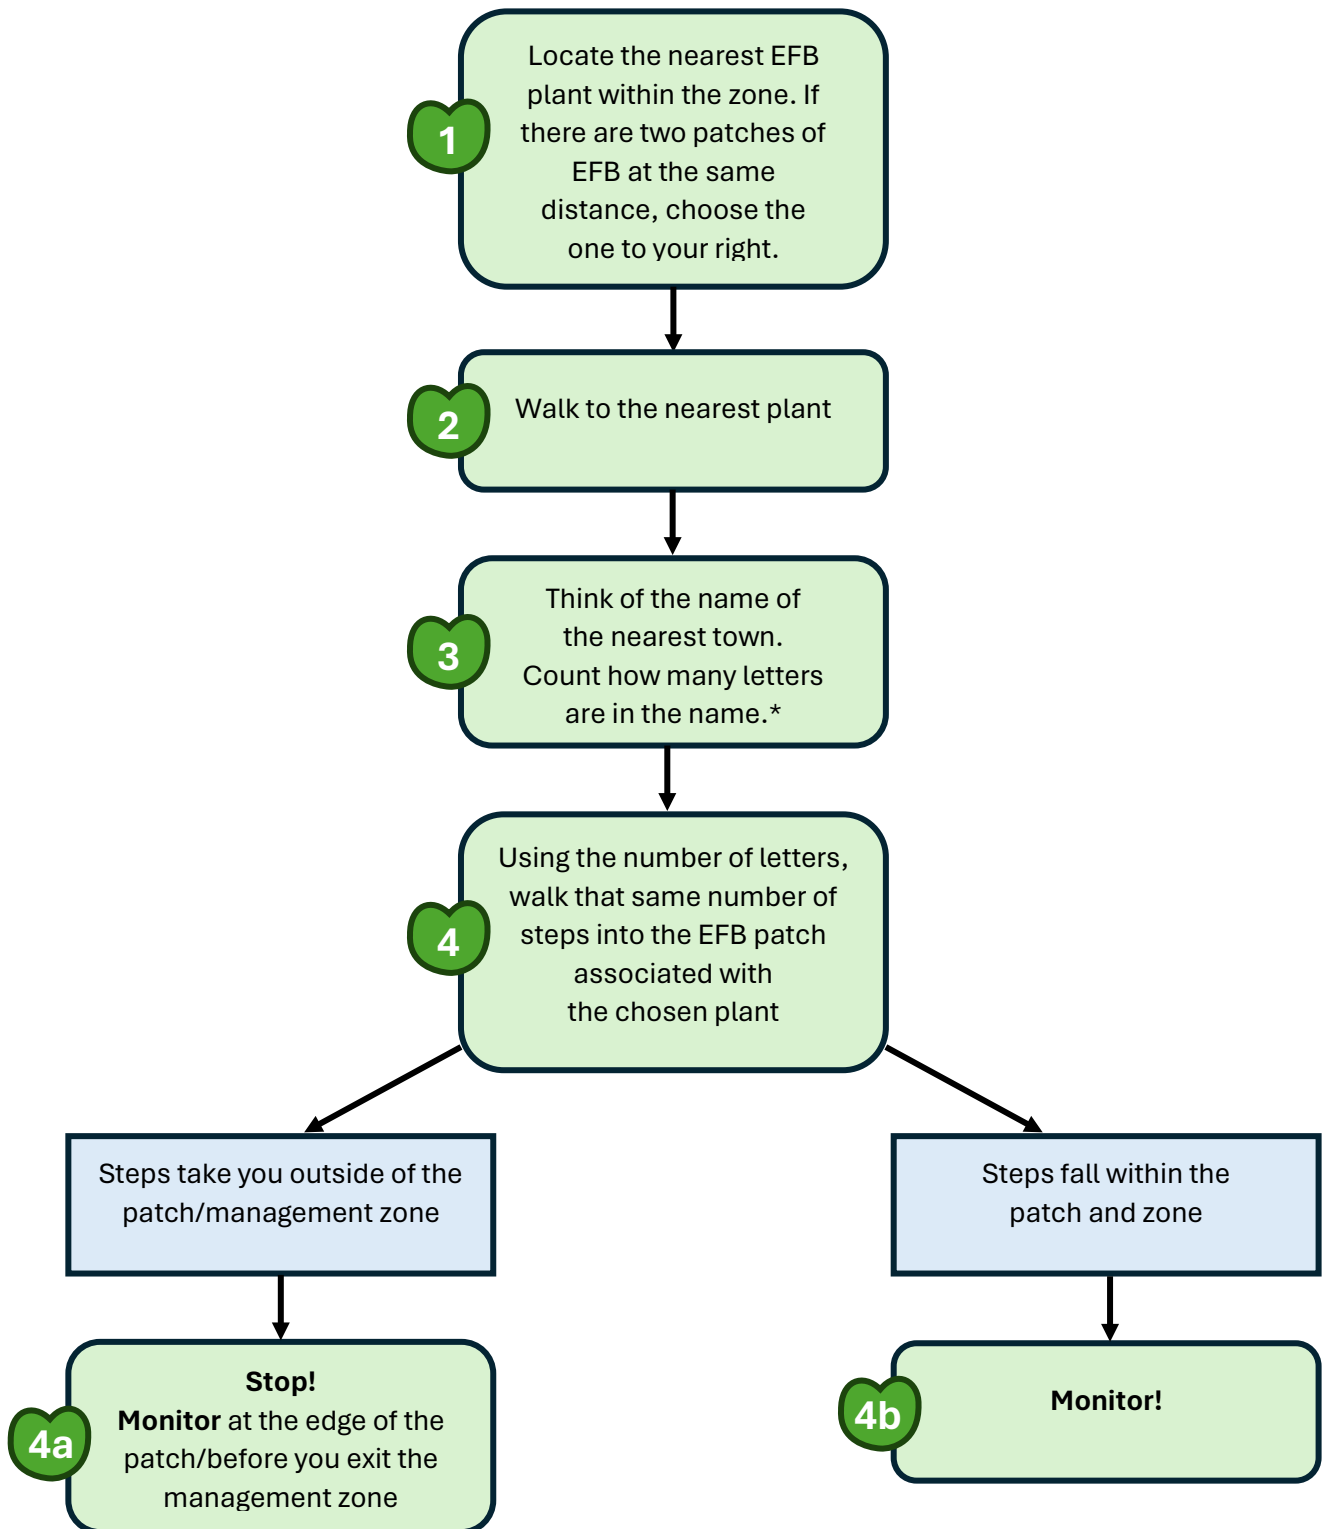 1
Locate the nearest EFB
plant within the zone. If
there are two patches of
EFB at the same
distance, choose the
one to your right.
2
Walk to the nearest plant
3
Think of the name of
the nearest town.
Count how many letters
are in the name.*
4
Using the number of letters,
walk that same number of
steps into the EFB patch
associated with
the chosen plant
Steps take you outside of the
patch/management zone
Steps fall within the
patch and zone
4a
Stop!
Monitor at the edge of the
patch/before you exit the
management zone
4b
Monitor!